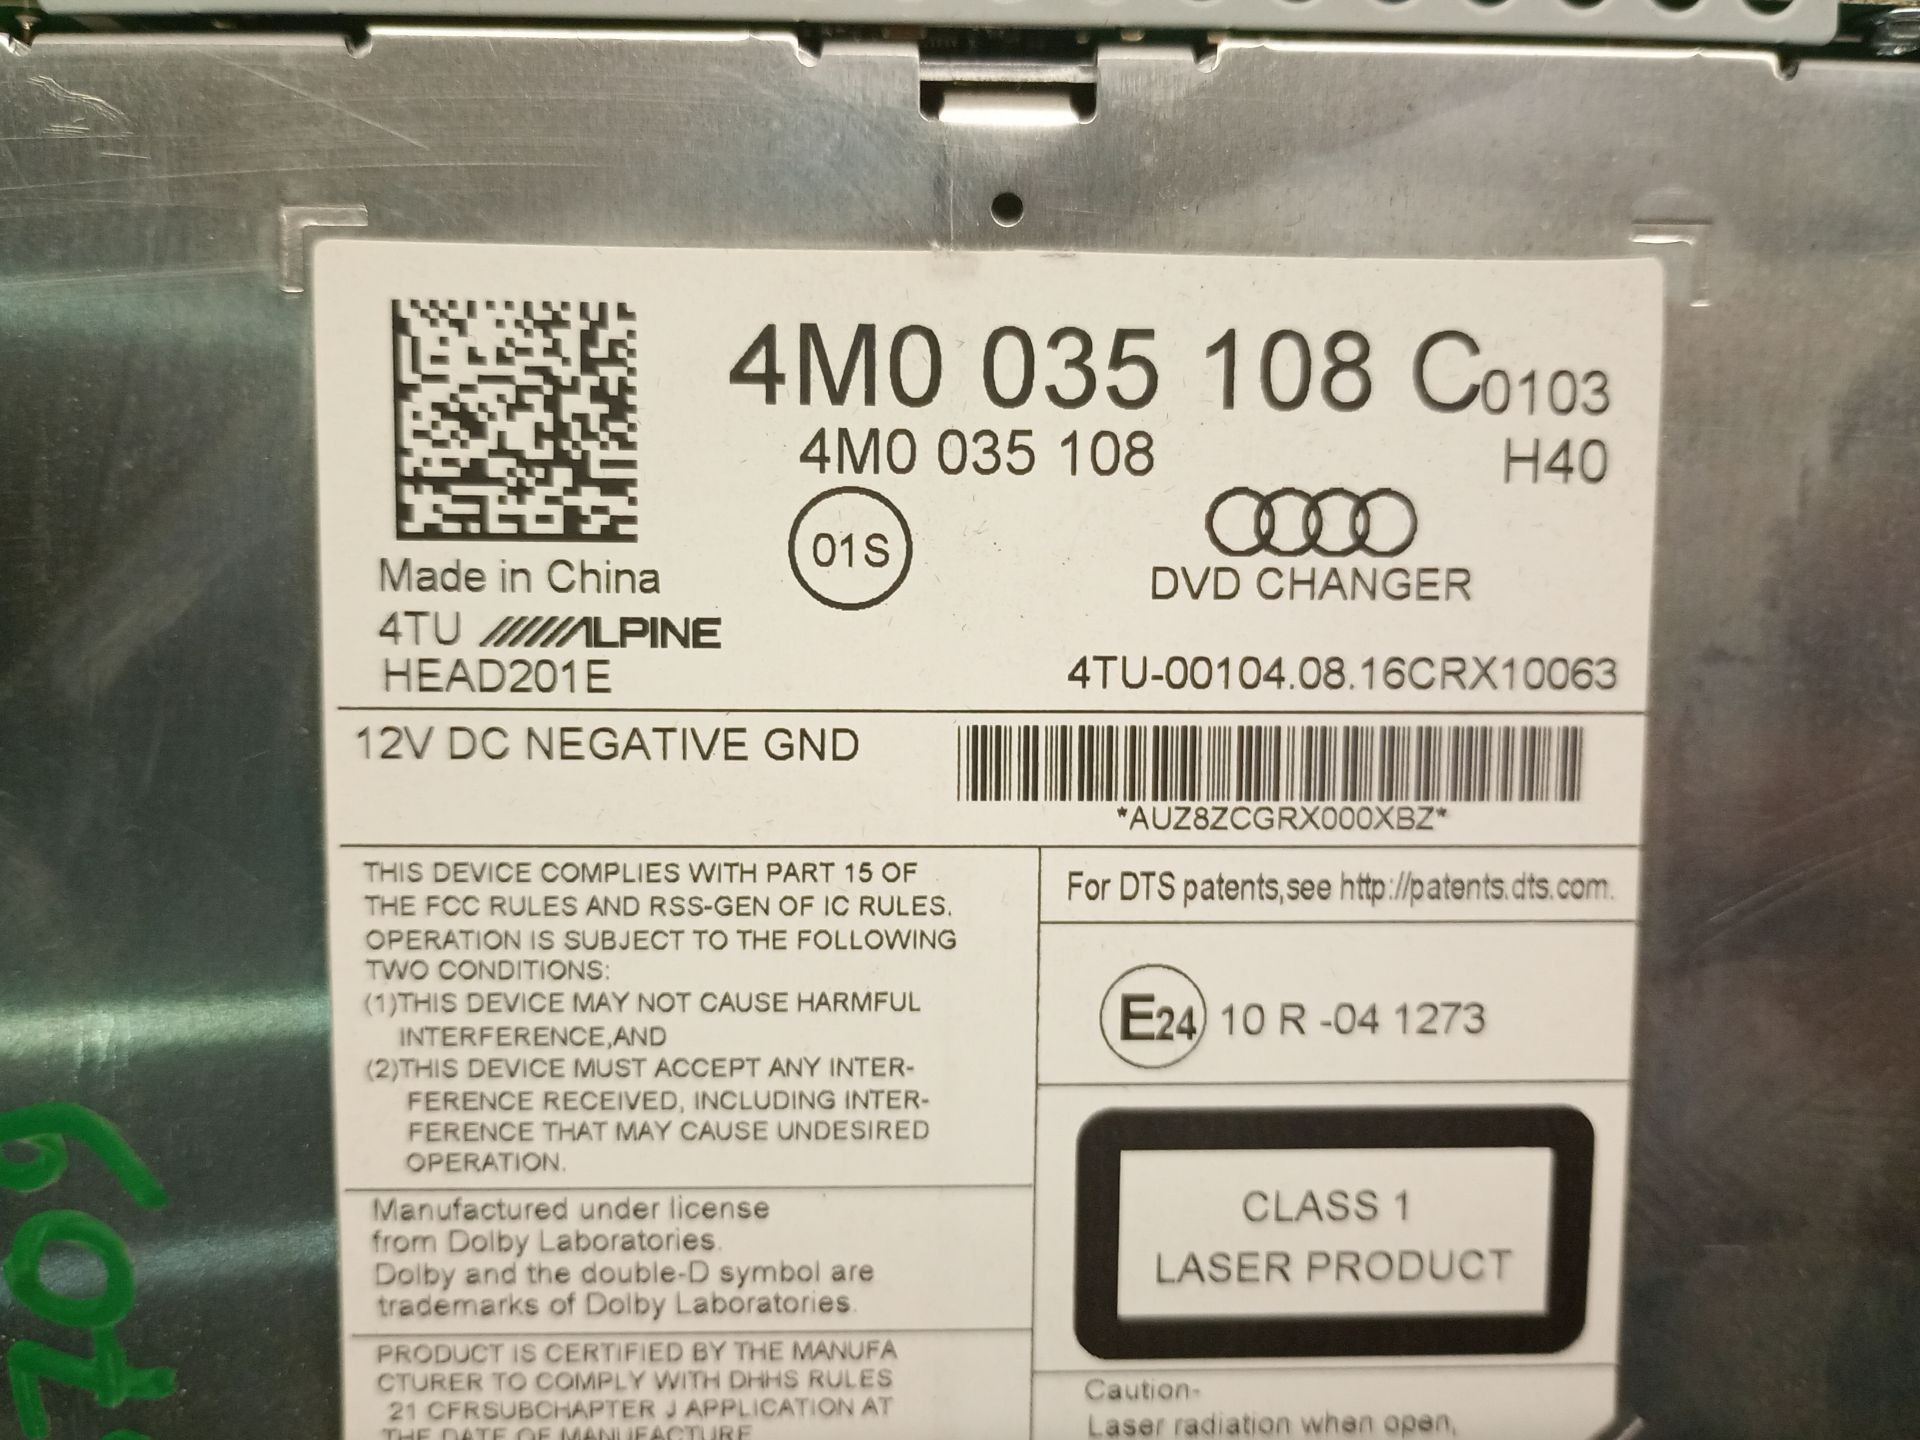 4M0 035 108 C 0103
4M0 035 108
H40
01S
DVD CHANGER
Made in China
4TU ALPINE
HEAD201E
4TU-00104.08.16CRX10063
12V DC NEGATIVE GND
*AUZ8ZCGRX000XBZ*
THIS DEVICE COMPLIES WITH PART 15 OF
THE FCC RULES AND RSS-GEN OF IC RULES.
OPERATION IS SUBJECT TO THE FOLLOWING
TWO CONDITIONS:
(1)THIS DEVICE MAY NOT CAUSE HARMFUL
INTERFERENCE,AND
(2)THIS DEVICE MUST ACCEPT ANY INTER-
FERENCE RECEIVED, INCLUDING INTER-
FERENCE THAT MAY CAUSE UNDESIRED
OPERATION.
Manufactured under license
from Dolby Laboratories.
Dolby and the double-D symbol are
trademarks of Dolby Laboratories.
PRODUCT IS CERTIFIED BY THE MANUFA
CTURER TO COMPLY WITH DHHS RULES
21 CFRSUBCHAPTER J APPLICATION AT
THE DATE OF MANUFACTURE
For DTS patents,see http://patents.dts.com.
E24 10 R -04 1273
CLASS 1
LASER PRODUCT
Caution-
Laser radiation when open,